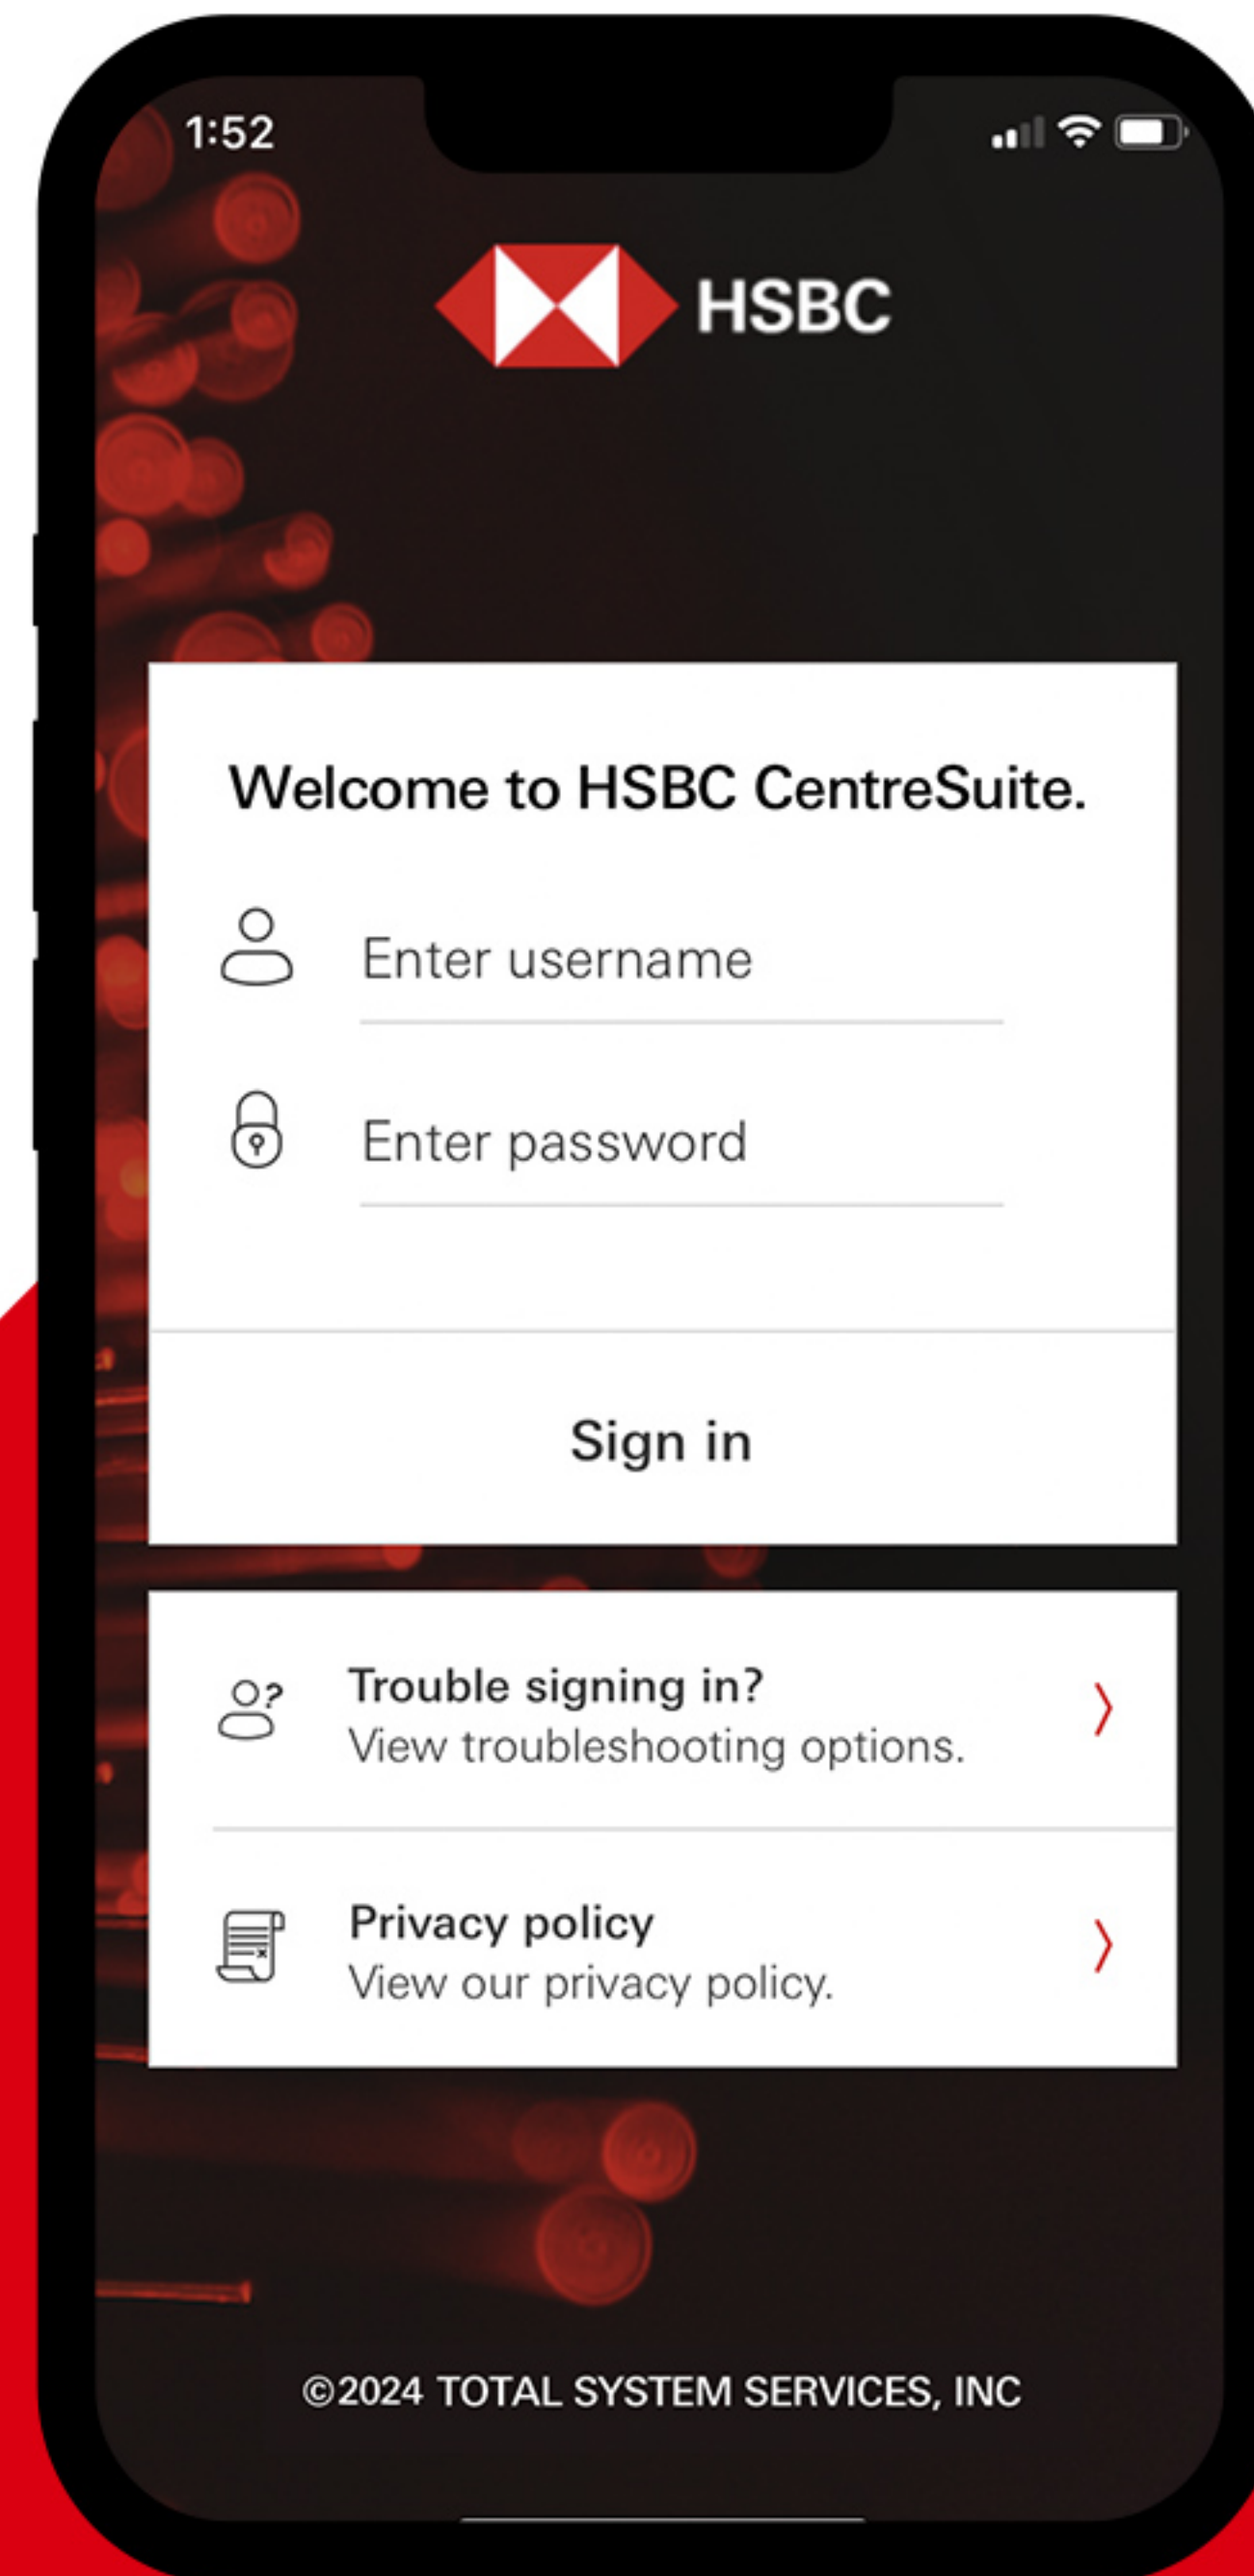 1:52
HSBC
Welcome to HSBC CentreSuite.
Enter username
Enter password
Sign in
Trouble signing in?
View troubleshooting options.
Privacy policy
View our privacy policy.
©2024 TOTAL SYSTEM SERVICES, INC